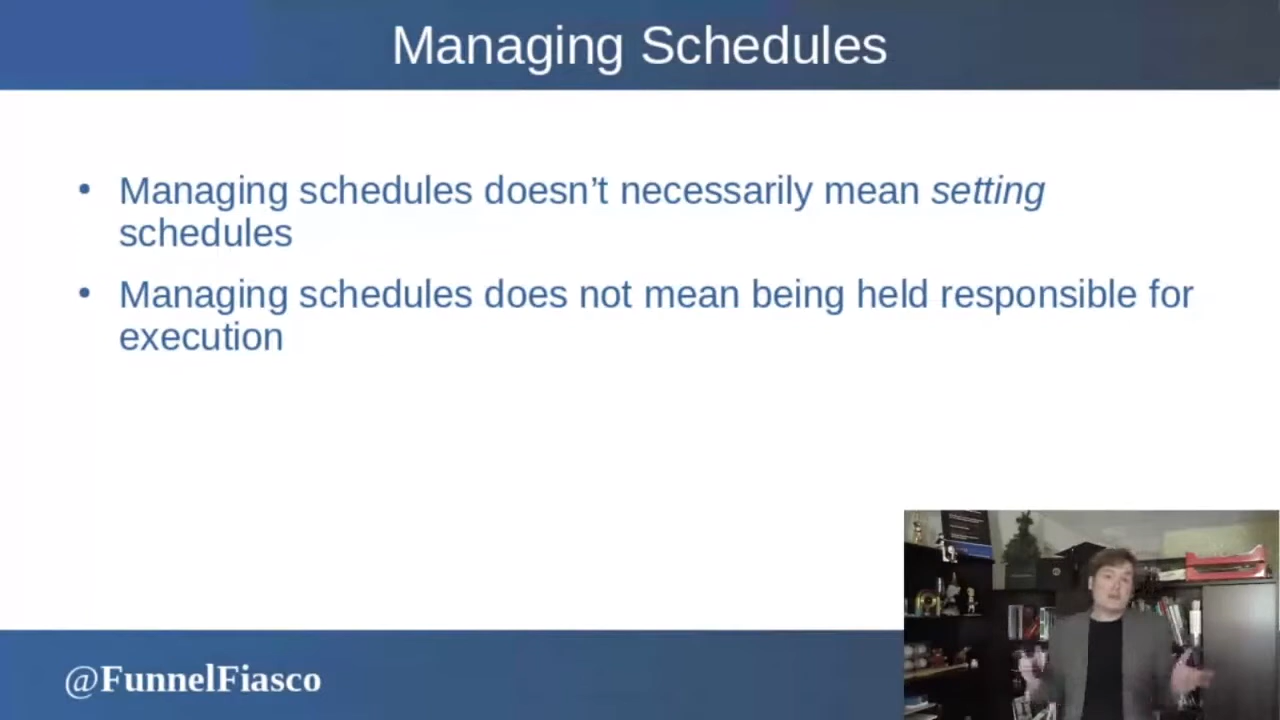 Managing Schedules
• Managing schedules doesn’t necessarily mean setting
schedules
• Managing schedules does not mean being held responsible for
execution
@FunnelFiasco